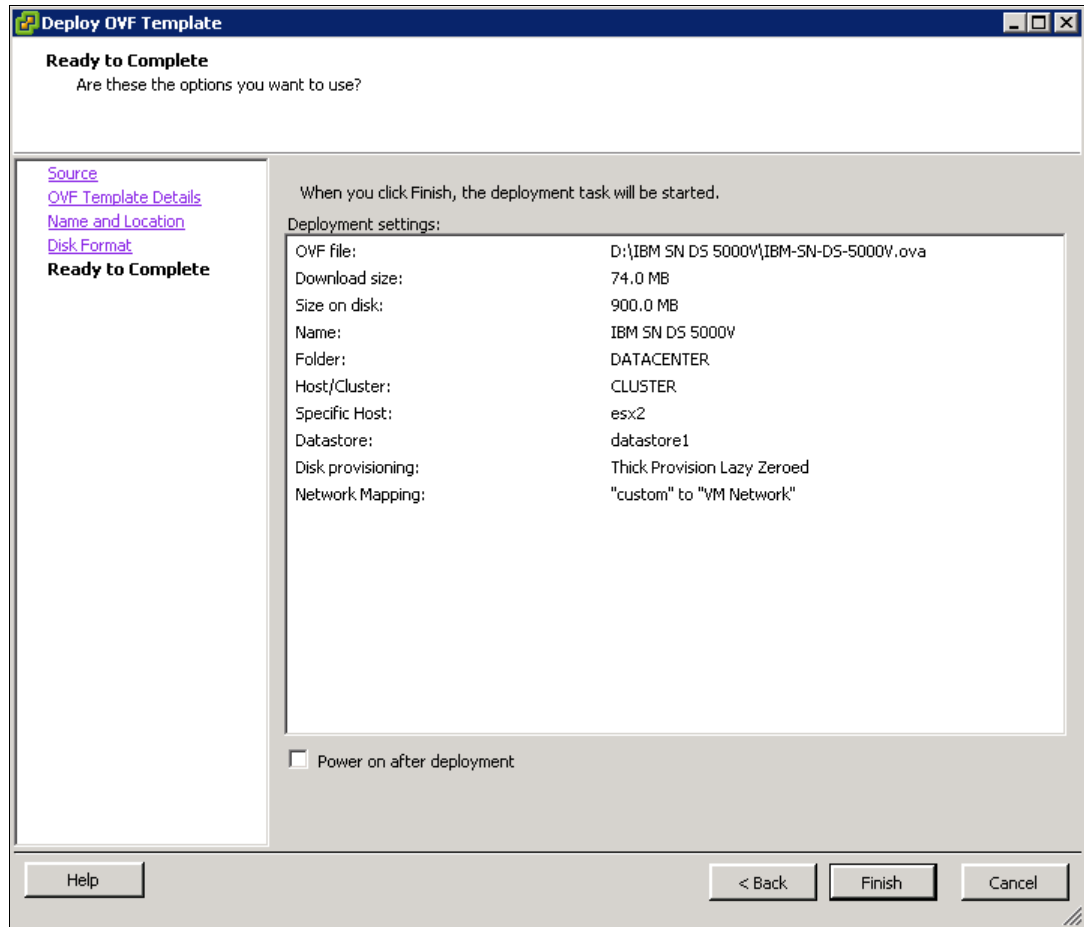 Deploy OVF Template
Ready to Complete
Are these the options you want to use?
Source
OVF Template Details
Name and Location
Disk Format
Ready to Complete
When you click Finish, the deployment task will be started.
Deployment settings:
OVF file: D:\IBM SN DS 5000V\IBM-SN-DS-5000V.ova
Download size: 74.0 MB
Size on disk: 900.0 MB
Name: IBM SN DS 5000V
Folder: DATACENTER
Host/Cluster: CLUSTER
Specific Host: esx2
Datastore: datastore1
Disk provisioning: Thick Provision Lazy Zeroed
Network Mapping: "custom" to "VM Network"
Power on after deployment
Help < Back Finish Cancel